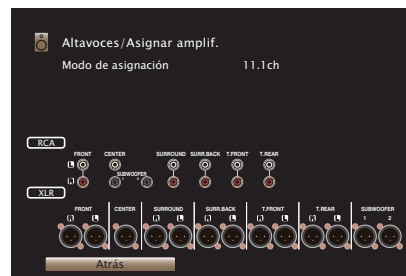 Altavoces/Asignar amplif.
Modo de asignación 11.1ch
RCA
FRONT CENTER SURROUND SURR.BACK T.FRONT T.REAR
L
SUBWOOFER
1 2
R
XLR
FRONT CENTER SURROUND SURR.BACK T.FRONT T.REAR SUBWOOFER
R L R L R L R L R L 1 2
Atrás